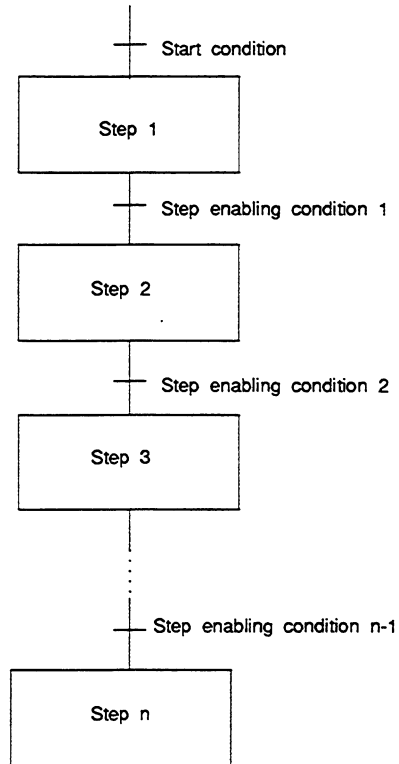 Start condition
Step 1
Step enabling condition 1
Step 2
Step enabling condition 2
Step 3
Step enabling condition n-1
Step n